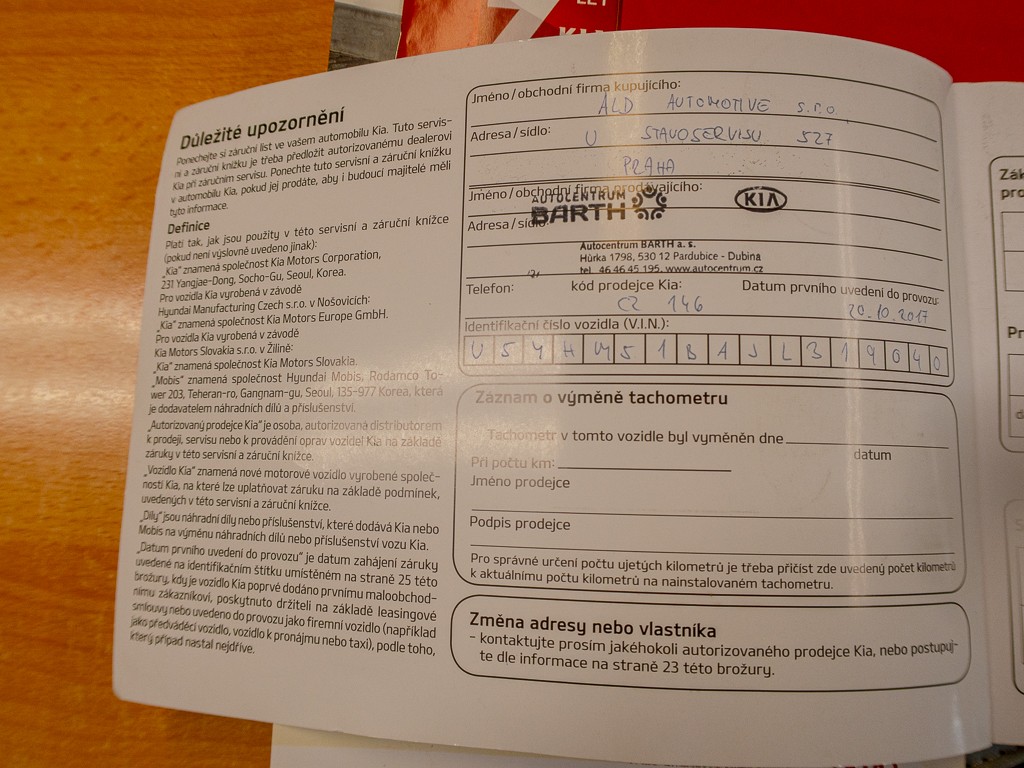 Důležité upozornění
Ponechejte si záruční list ve vašem automobilu Kia. Tuto servis-
ní a záruční knížku je třeba předložit autorizovanému dealerovi
Kia při záručním servisu. Ponechte tuto servisní a záruční knížku
v automobilu Kia, pokud jej prodáte, aby i budoucí majitelé měli
tyto informace.
Definice
Platí tak, jak jsou použity v této servisní a záruční knížce
(pokud není výslovně uvedeno jinak):
„Kia“ znamená společnost Kia Motors Corporation,
231 Yangjae-Dong, Socho-Gu, Seoul, Korea.
Pro vozidla Kia vyrobená v závodě
Hyundai Manufacturing Czech s.r.o. v Nošovicích:
„Kia“ znamená společnost Kia Motors Europe GmbH.
Pro vozidla Kia vyrobená v závodě
Kia Motors Slovakia s.r.o. v Žilině:
„Kia“ znamená společnost Kia Motors Slovakia.
„Mobis“ znamená společnost Hyundai Mobis, Rodamco To-
wer 203, Teheran-ro, Gangnam-gu, Seoul, 135-977 Korea, která
je dodavatelem náhradních dílů a příslušenství.
„Autorizovaný prodejce Kia“ je osoba, autorizovaná distributorem
k prodeji, servisu nebo k provádění oprav vozidel Kia na základě
záruky v této servisní a záruční knížce.
„Vozidlo Kia“ znamená nové motorové vozidlo vyrobené společ-
ností Kia, na které lze uplatňovat záruku na základě podmínek,
uvedených v této servisní a záruční knížce.
„Díly“ jsou náhradní díly nebo příslušenství, které dodává Kia nebo
Mobis na výměnu náhradních dílů nebo příslušenství vozu Kia.
„Datum prvního uvedení do provozu“ je datum zahájení záruky
uvedené na identifikačním štítku umístěném na straně 25 této
brožury, kdy je vozidlo Kia poprvé dodáno prvnímu maloobchod-
nímu zákazníkovi, poskytnuto držiteli na základě leasingové
smlouvy nebo uvedeno do provozu jako firemní vozidlo (například
jako předváděcí vozidlo, vozidlo k pronájmu nebo taxi), podle toho,
který případ nastal nejdříve.
Jméno/obchodní firma kupujícího:
ALD AUTOMOTIVE s.r.o.
Adresa/sídlo:
U STAVOSERVISU 527
PRAHA
Jméno/obchodní firma prodávajícího:
AUTOCENTRUM
BARTH
KIA
Adresa/sídlo:
Autocentrum BARTH a. s.
Hůrka 1798, 530 12 Pardubice - Dubina
tel. 46 46 45 195, www.autocentrum.cz
Telefon:
kód prodejce Kia:
Datum prvního uvedení do provozu:
CZ 146
20.10.2017
Identifikační číslo vozidla (V.I.N.):
U5YHM51BAJL319040
Záznam o výměně tachometru
Tachometr v tomto vozidle byl vyměněn dne
datum
Při počtu km:
Jméno prodejce
Podpis prodejce
Pro správné určení počtu ujetých kilometrů je třeba přičíst zde uvedený počet kilometrů
k aktuálnímu počtu kilometrů na nainstalovaném tachometru.
Změna adresy nebo vlastníka
- kontaktujte prosím jakéhokoli autorizovaného prodejce Kia, nebo postupuj-
te dle informace na straně 23 této brožury.